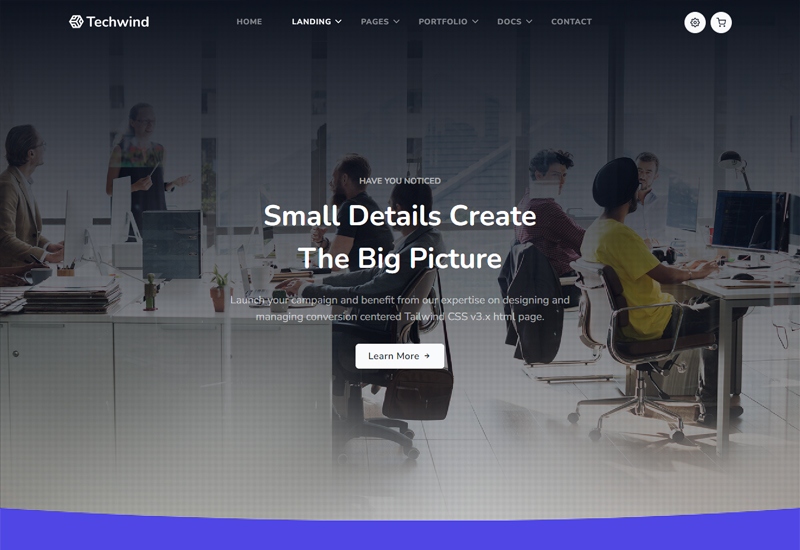 Techwind
HOME LANDING PAGES PORTFOLIO DOCS CONTACT
HAVE YOU NOTICED
Small Details Create
The Big Picture
Launch your campaign and benefit from our expertise on designing and
managing conversion centered Tailwind CSS v3.x html page.
Learn More